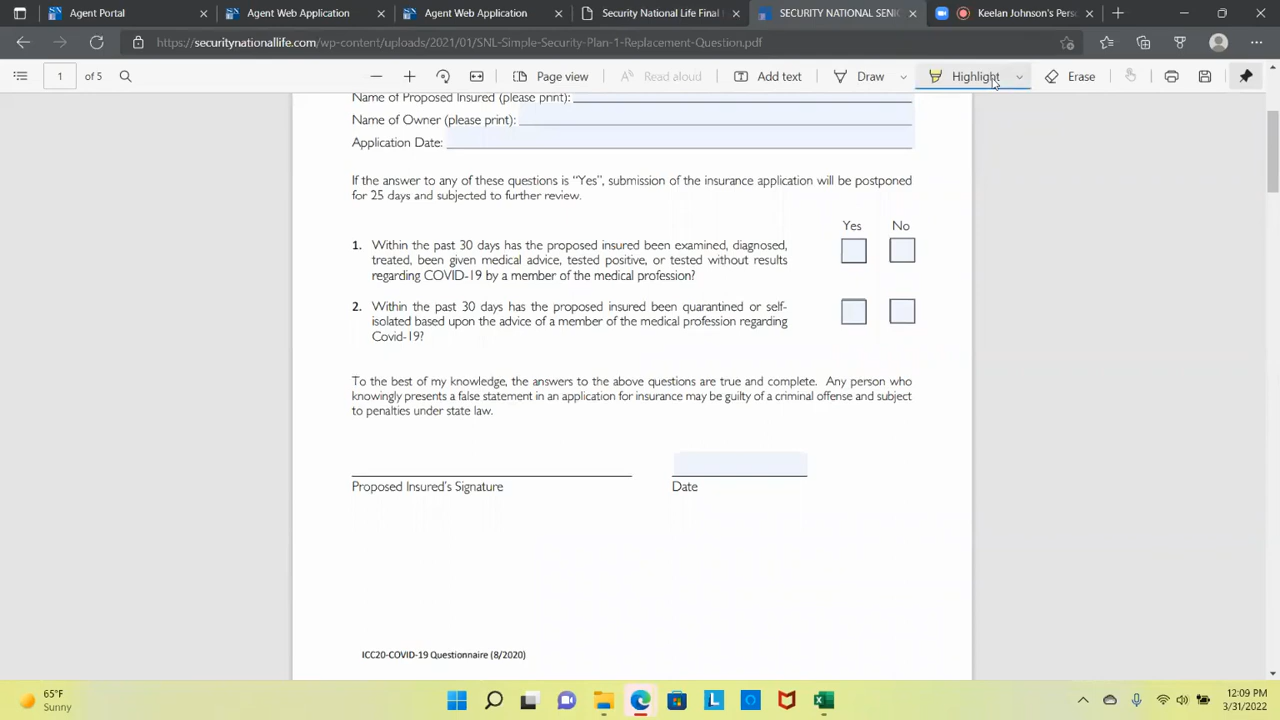 Agent Portal
Agent Web Application
Agent Web Application
Security National Life Final
SECURITY NATIONAL SENI
Keelan Johnson's Pers
https://securitynationallife.com/wp-content/uploads/2021/01/SNL-Simple-Security-Plan-1-Replacement-Question.pdf
1 of 5
Page view
Read aloud
Add text
Draw
Highlight
Erase
Name of Proposed Insured (please print):
Name of Owner (please print):
Application Date:
If the answer to any of these questions is "Yes", submission of the insurance application will be postponed
for 25 days and subjected to further review.
Yes No
1. Within the past 30 days has the proposed insured been examined, diagnosed,
treated, been given medical advice, tested positive, or tested without results
regarding COVID-19 by a member of the medical profession?
2. Within the past 30 days has the proposed insured been quarantined or self-
isolated based upon the advice of a member of the medical profession regarding
Covid-19?
To the best of my knowledge, the answers to the above questions are true and complete. Any person who
knowingly presents a false statement in an application for insurance may be guilty of a criminal offense and subject
to penalties under state law.
Proposed Insured's Signature
Date
ICC20-COVID-19 Questionnaire (8/2020)
65°F
Sunny
12:09 PM
3/31/2022